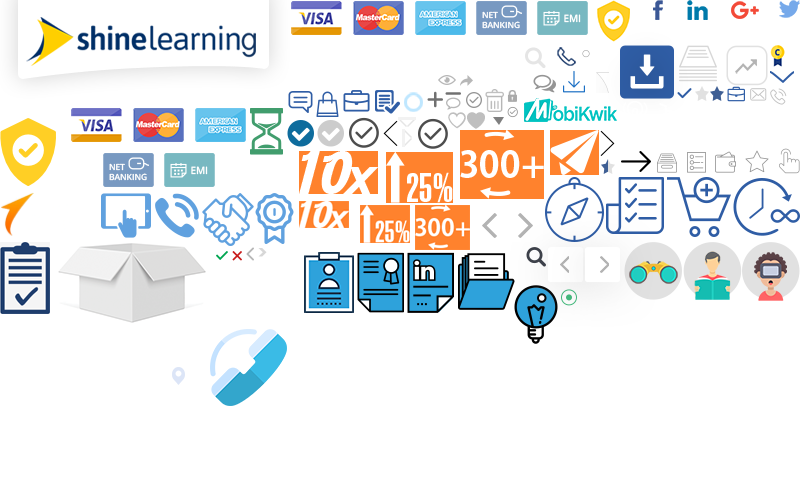 shinelearning
VISA
MasterCard
AMERICAN EXPRESS
NET BANKING
EMI
f
in
G+
MobiKwik
VISA
MasterCard
AMERICAN EXPRESS
NET BANKING
EMI
10x
25%
300+
10x
25%
300+
1
in